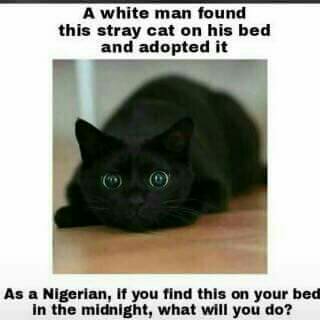 A white man found
this stray cat on his bed
and adopted it
As a Nigerian, if you find this on your bed
in the midnight, what will you do?